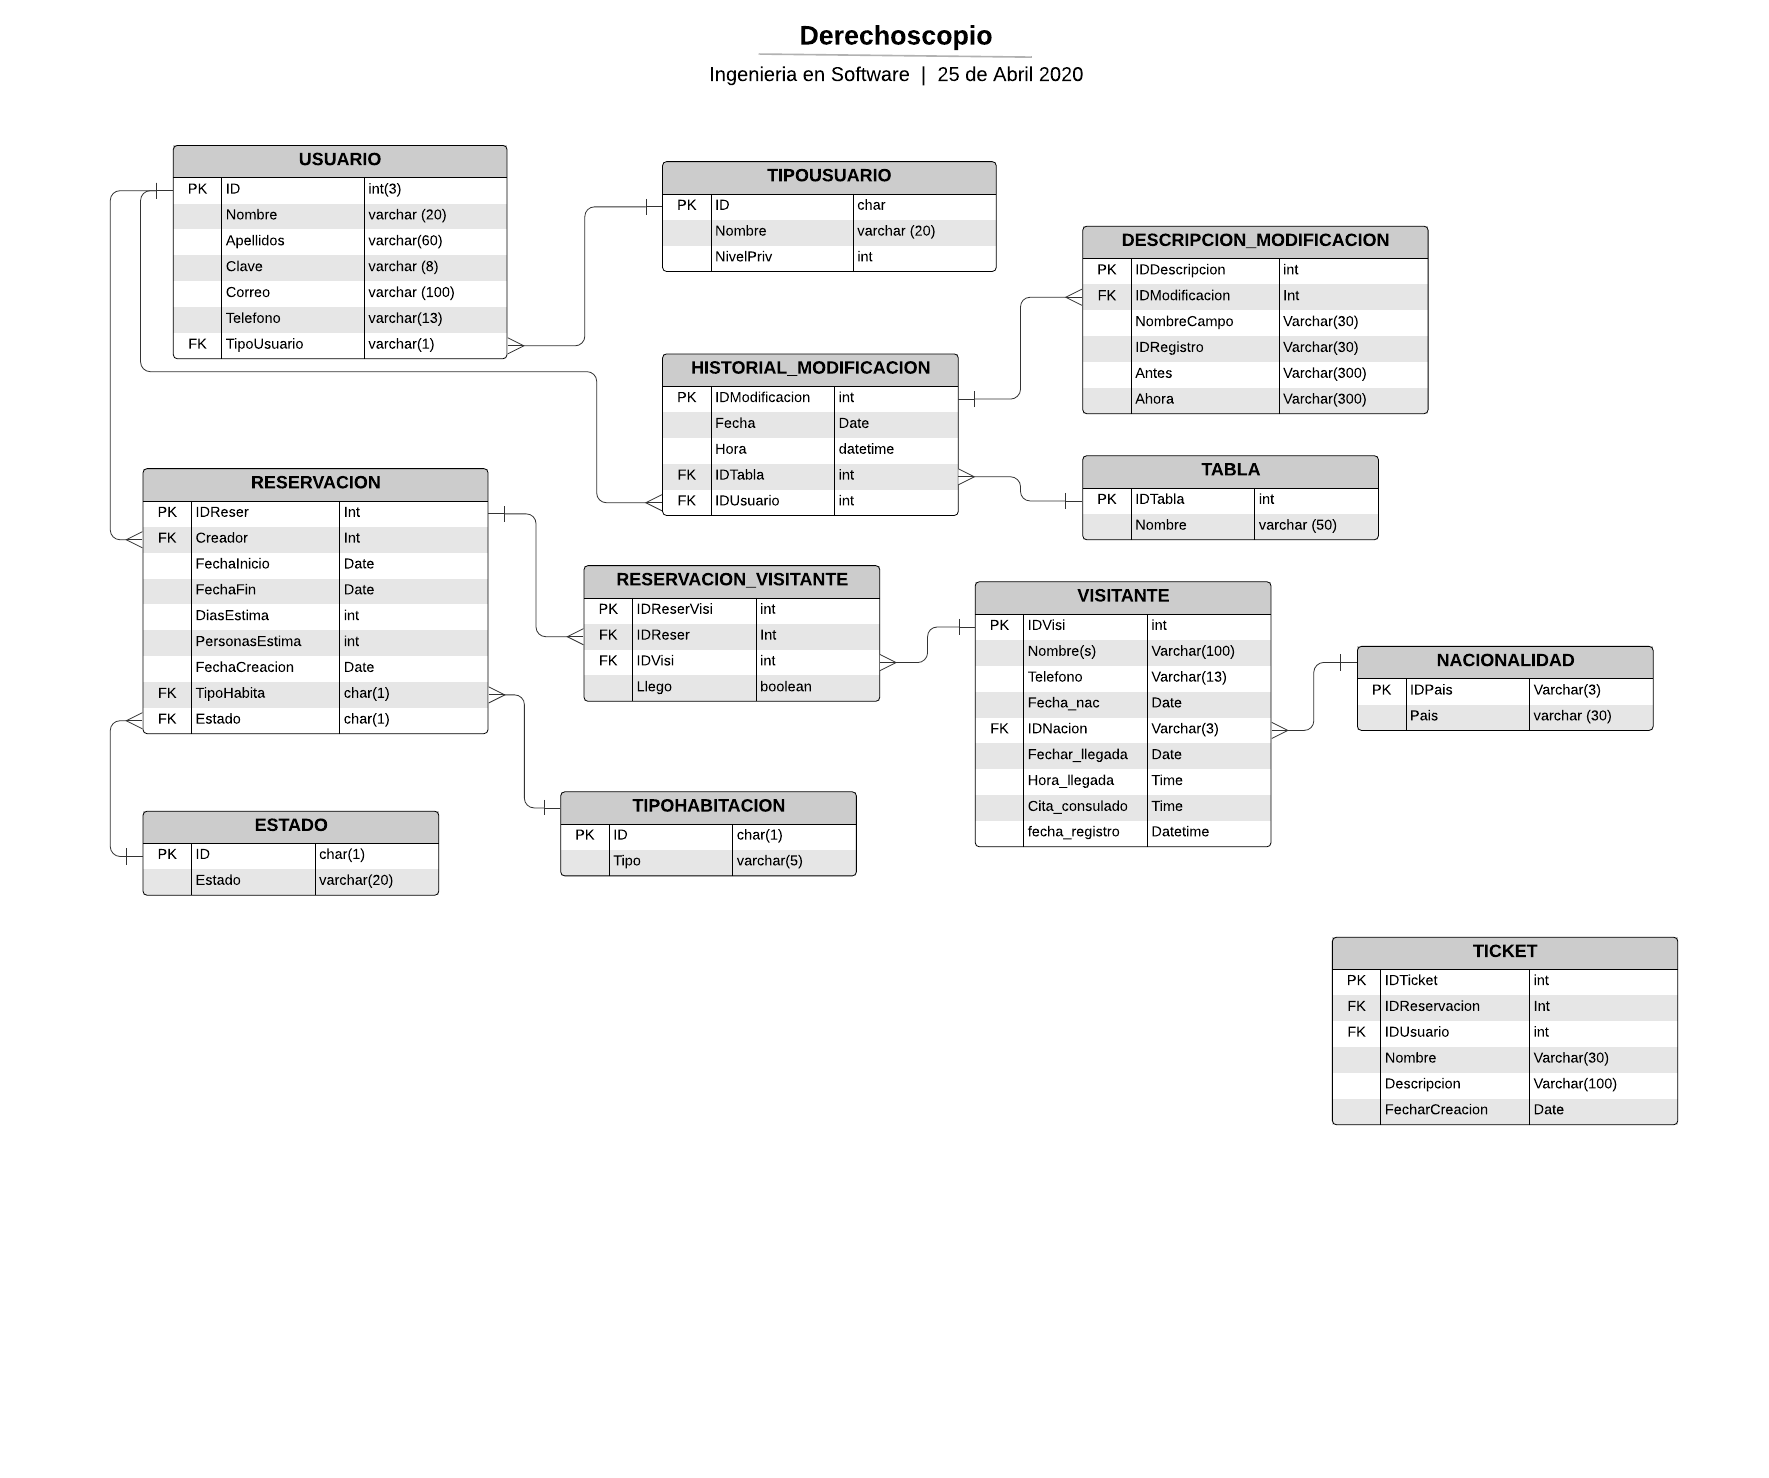 Derechoscopio
Ingenieria en Software | 25 de Abril 2020
USUARIO
PK ID int(3)
Nombre varchar (20)
Apellidos varchar(60)
Clave varchar (8)
Correo varchar (100)
Telefono varchar(13)
FK TipoUsuario varchar(1)
TIPOUSUARIO
PK ID char
Nombre varchar (20)
NivelPriv int
DESCRIPCION_MODIFICACION
PK IDDescripcion int
FK IDModificacion Int
NombreCampo Varchar(30)
IDRegistro Varchar(30)
Antes Varchar(300)
Ahora Varchar(300)
HISTORIAL_MODIFICACION
PK IDModificacion int
Fecha Date
Hora datetime
FK IDTabla int
FK IDUsuario int
TABLA
PK IDTabla int
Nombre varchar (50)
RESERVACION
PK IDReser Int
FK Creador Int
FechaInicio Date
FechaFin Date
DiasEstima int
PersonasEstima int
FechaCreacion Date
FK TipoHabita char(1)
FK Estado char(1)
RESERVACION_VISITANTE
PK IDReserVisi int
FK IDReser Int
FK IDVisi int
Llego boolean
VISITANTE
PK IDVisi int
Nombre(s) Varchar(100)
Telefono Varchar(13)
Fecha_nac Date
FK IDNacion Varchar(3)
Fechar_llegada Date
Hora_llegada Time
Cita_consulado Time
fecha_registro Datetime
NACIONALIDAD
PK IDPais Varchar(3)
Pais varchar (30)
ESTADO
PK ID char(1)
Estado varchar(20)
TIPOHABITACION
PK ID char(1)
Tipo varchar(5)
TICKET
PK IDTicket int
FK IDReservacion Int
FK IDUsuario int
Nombre Varchar(30)
Descripcion Varchar(100)
FecharCreacion Date